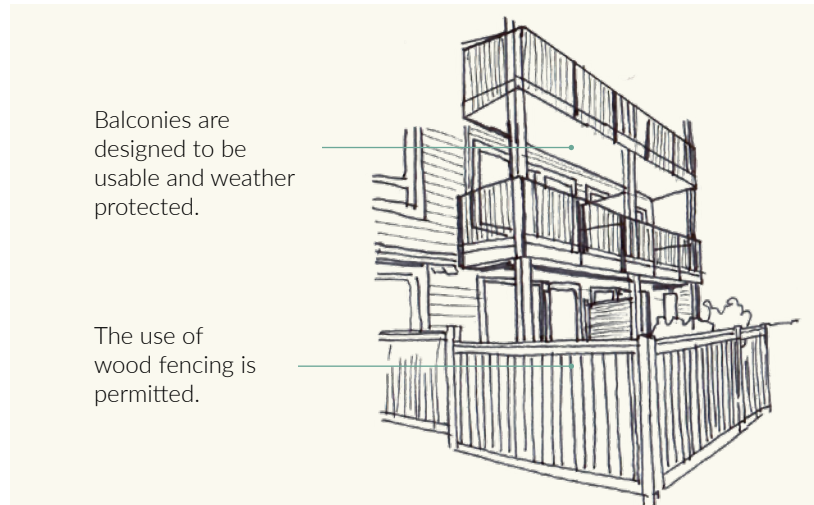 Balconies are
designed to be
usable and weather
protected.
The use of
wood fencing is
permitted.